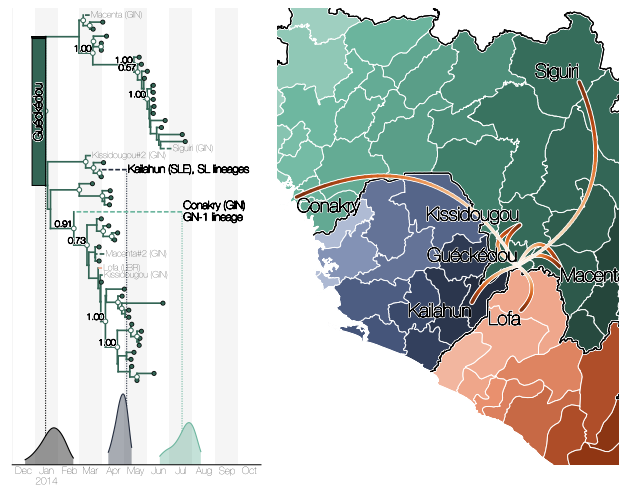 Macenta (GIN)
1.00
1.00
0.57
1.00
Siguiri (GIN)
Guéckédou
Kissidougou#2 (GIN)
Kailahun (SLE), SL lineages
Conakry (GIN)
GN-1 lineage
0.91
0.73
Macenta#2 (GIN)
Lofa (LBR)
Kissidougou (GIN)
1.00
1.00
Dec Jan Feb Mar Apr May Jun Jul Aug Sep Oct
2014
Siguiri
Conakry
Kissidougou
Guéckédou
Macenta
Kailahun
Lofa